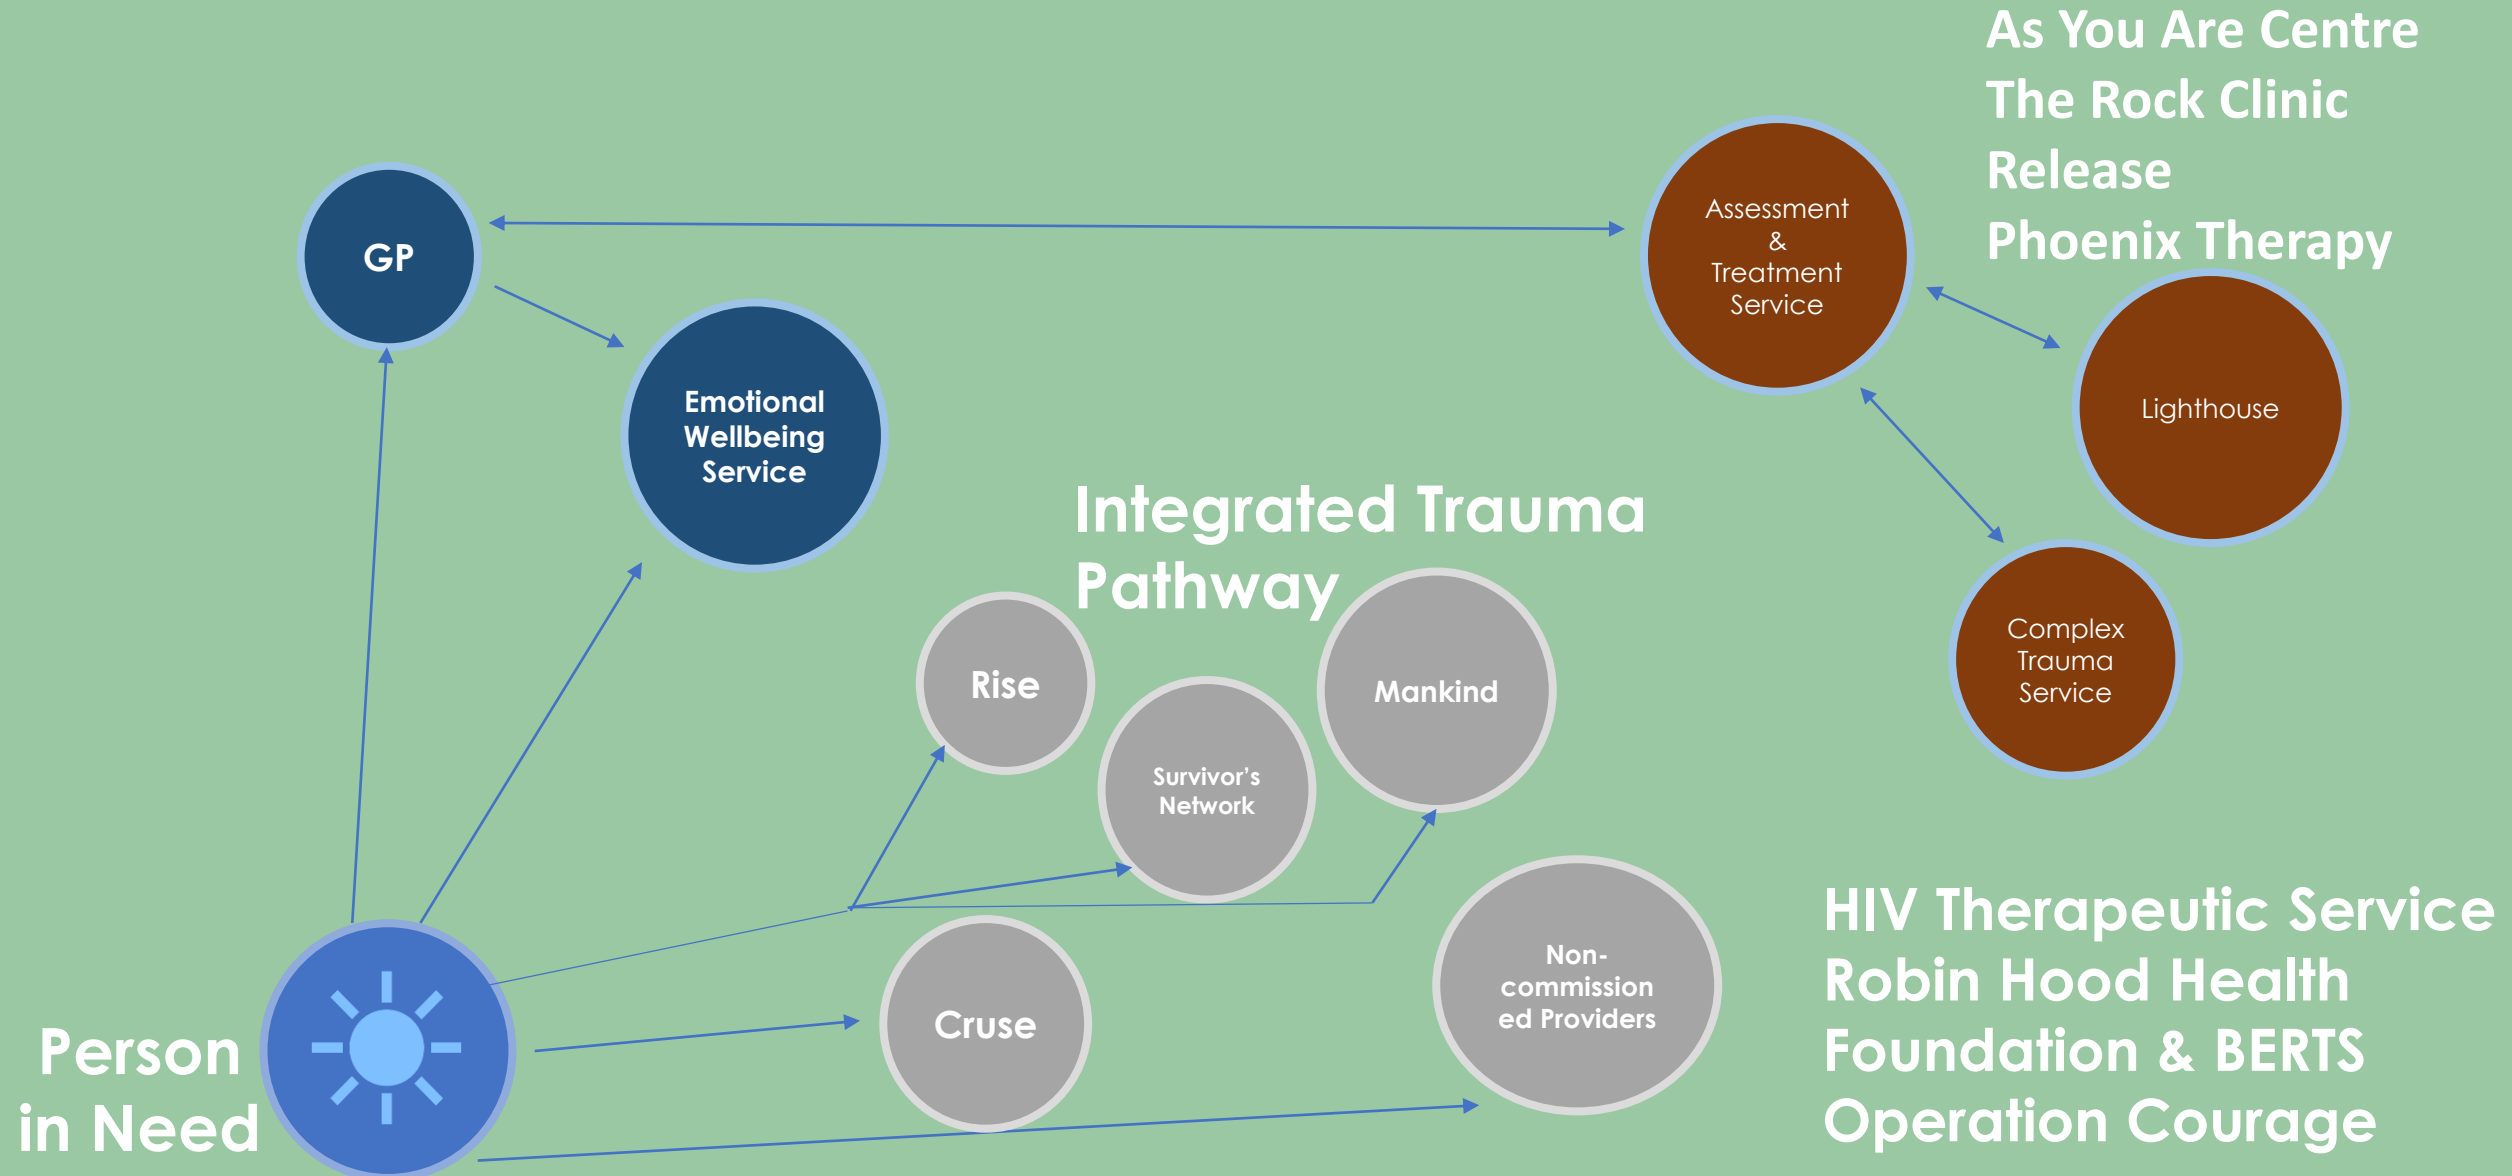 As You Are Centre
The Rock Clinic
Release
Phoenix Therapy
GP
Assessment
&
Treatment
Service
Emotional
Wellbeing
Service
Lighthouse
Integrated Trauma
Pathway
Rise
Survivor’s
Network
Mankind
Complex
Trauma
Service
Person
in Need
Cruse
Non-
commission
ed Providers
HIV Therapeutic Service
Robin Hood Health
Foundation & BERTS
Operation Courage